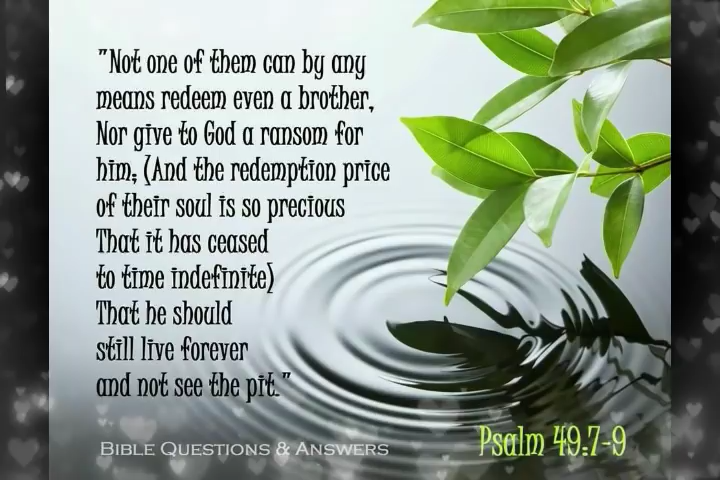 "Not one of them can by any
means redeem even a brother,
Nor give to God a ransom for
him; (And the redemption price
of their soul is so precious
That it has ceased
to time indefinite)
That he should
still live forever
and not see the pit."
Bible Questions & Answers
Psalm 49:7-9